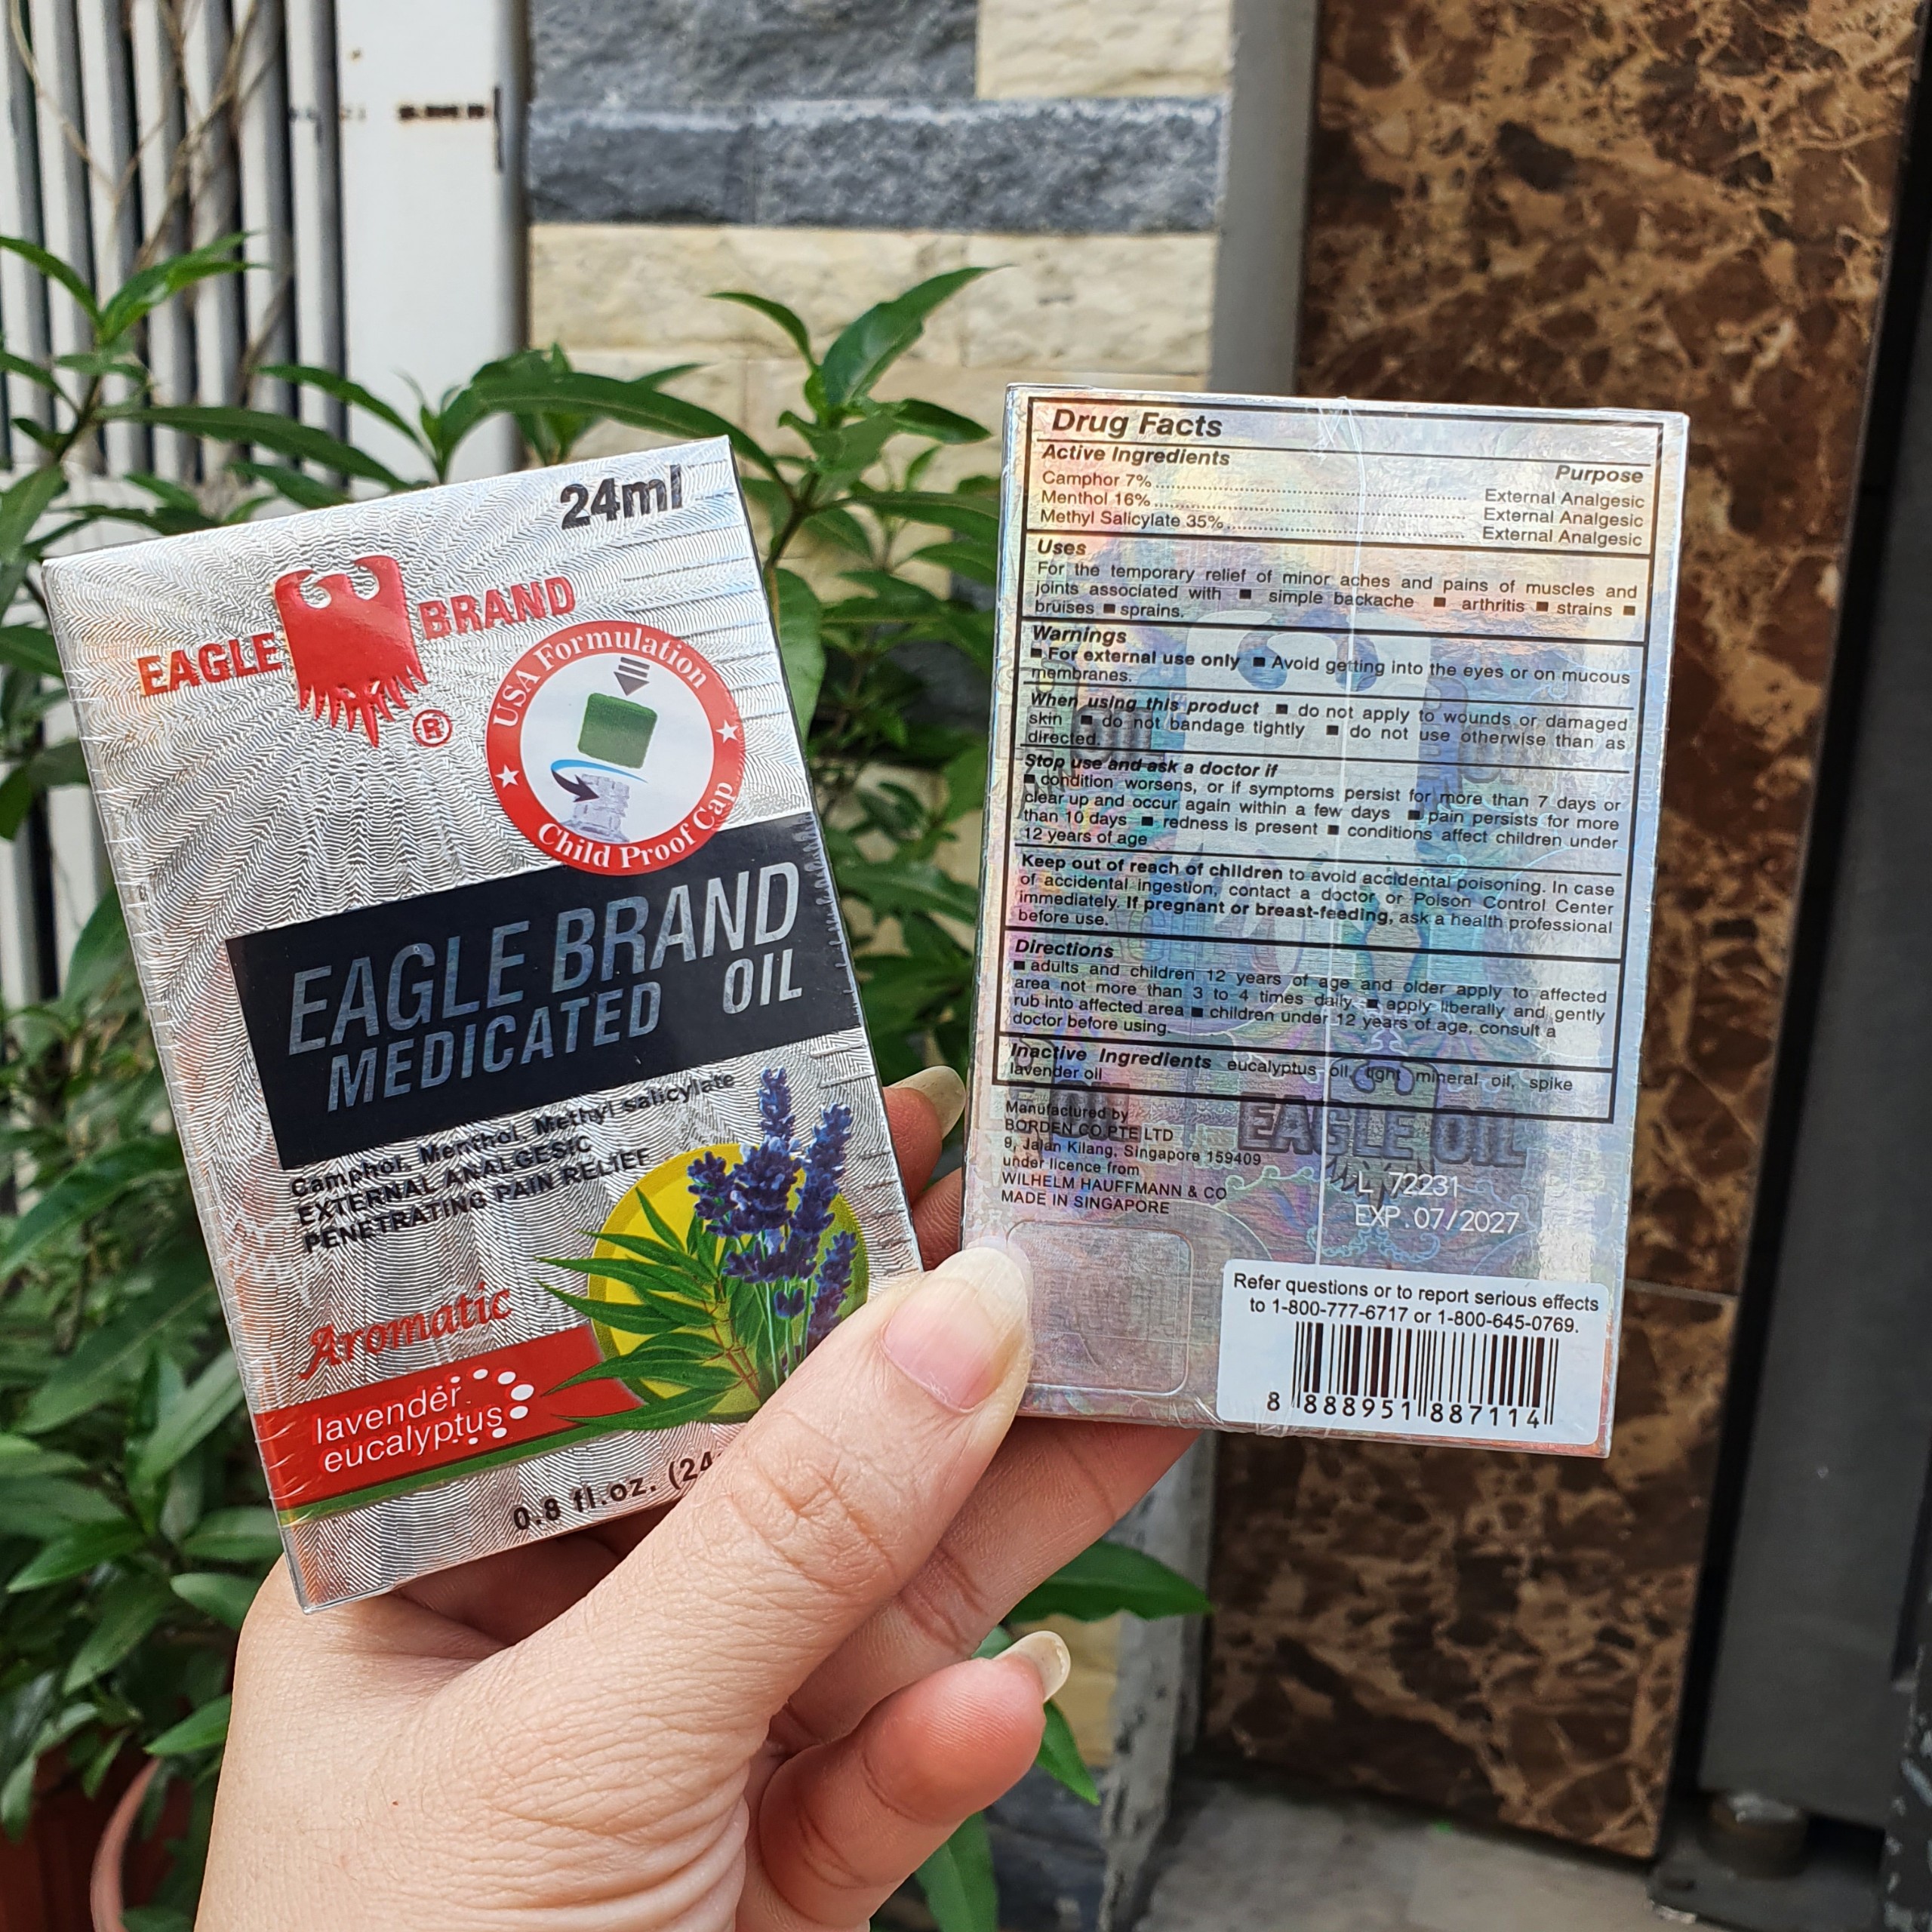 24ml
EAGLE BRAND
®
USA Formulation
Child Proof Cap
EAGLE BRAND
MEDICATED OIL
Camphol, Menthol, Methyl salicylate
EXTERNAL ANALGESIC
PENETRATING PAIN RELIEF
Aromatic
lavender
eucalyptus
0.8 fl.oz. (24
Drug Facts
Active Ingredients Purpose
Camphor 7% External Analgesic
Menthol 16% External Analgesic
Methyl Salicylate 35% External Analgesic
Uses
For the temporary relief of minor aches and pains of muscles and
joints associated with ■ simple backache ■ arthritis ■ strains ■
bruises ■ sprains.
Warnings
■ For external use only ■ Avoid getting into the eyes or on mucous
membranes.
When using this product ■ do not apply to wounds or damaged
skin ■ do not bandage tightly ■ do not use otherwise than as
directed.
Stop use and ask a doctor if
■ condition worsens, or if symptoms persist for more than 7 days or
clear up and occur again within a few days ■ pain persists for more
than 10 days ■ redness is present ■ conditions affect children under
12 years of age
Keep out of reach of children to avoid accidental poisoning. In case
of accidental ingestion, contact a doctor or Poison Control Center
immediately. If pregnant or breast-feeding, ask a health professional
before use.
Directions
■ adults and children 12 years of age and older apply to affected
area not more than 3 to 4 times daily ■ apply liberally and gently
rub into affected area ■ children under 12 years of age, consult a
doctor before using.
Inactive Ingredients eucalyptus oil, light mineral oil, spike
lavender oil
EAGLE OIL
Manufactured by
BORDEN CO PTE LTD
9, Jalan Kilang, Singapore 159409
under licence from
WILHELM HAUFFMANN & CO
MADE IN SINGAPORE
L 72231
EXP.07/2027
Refer questions or to report serious effects
to 1-800-777-6717 or 1-800-645-0769.
8 888951 887114